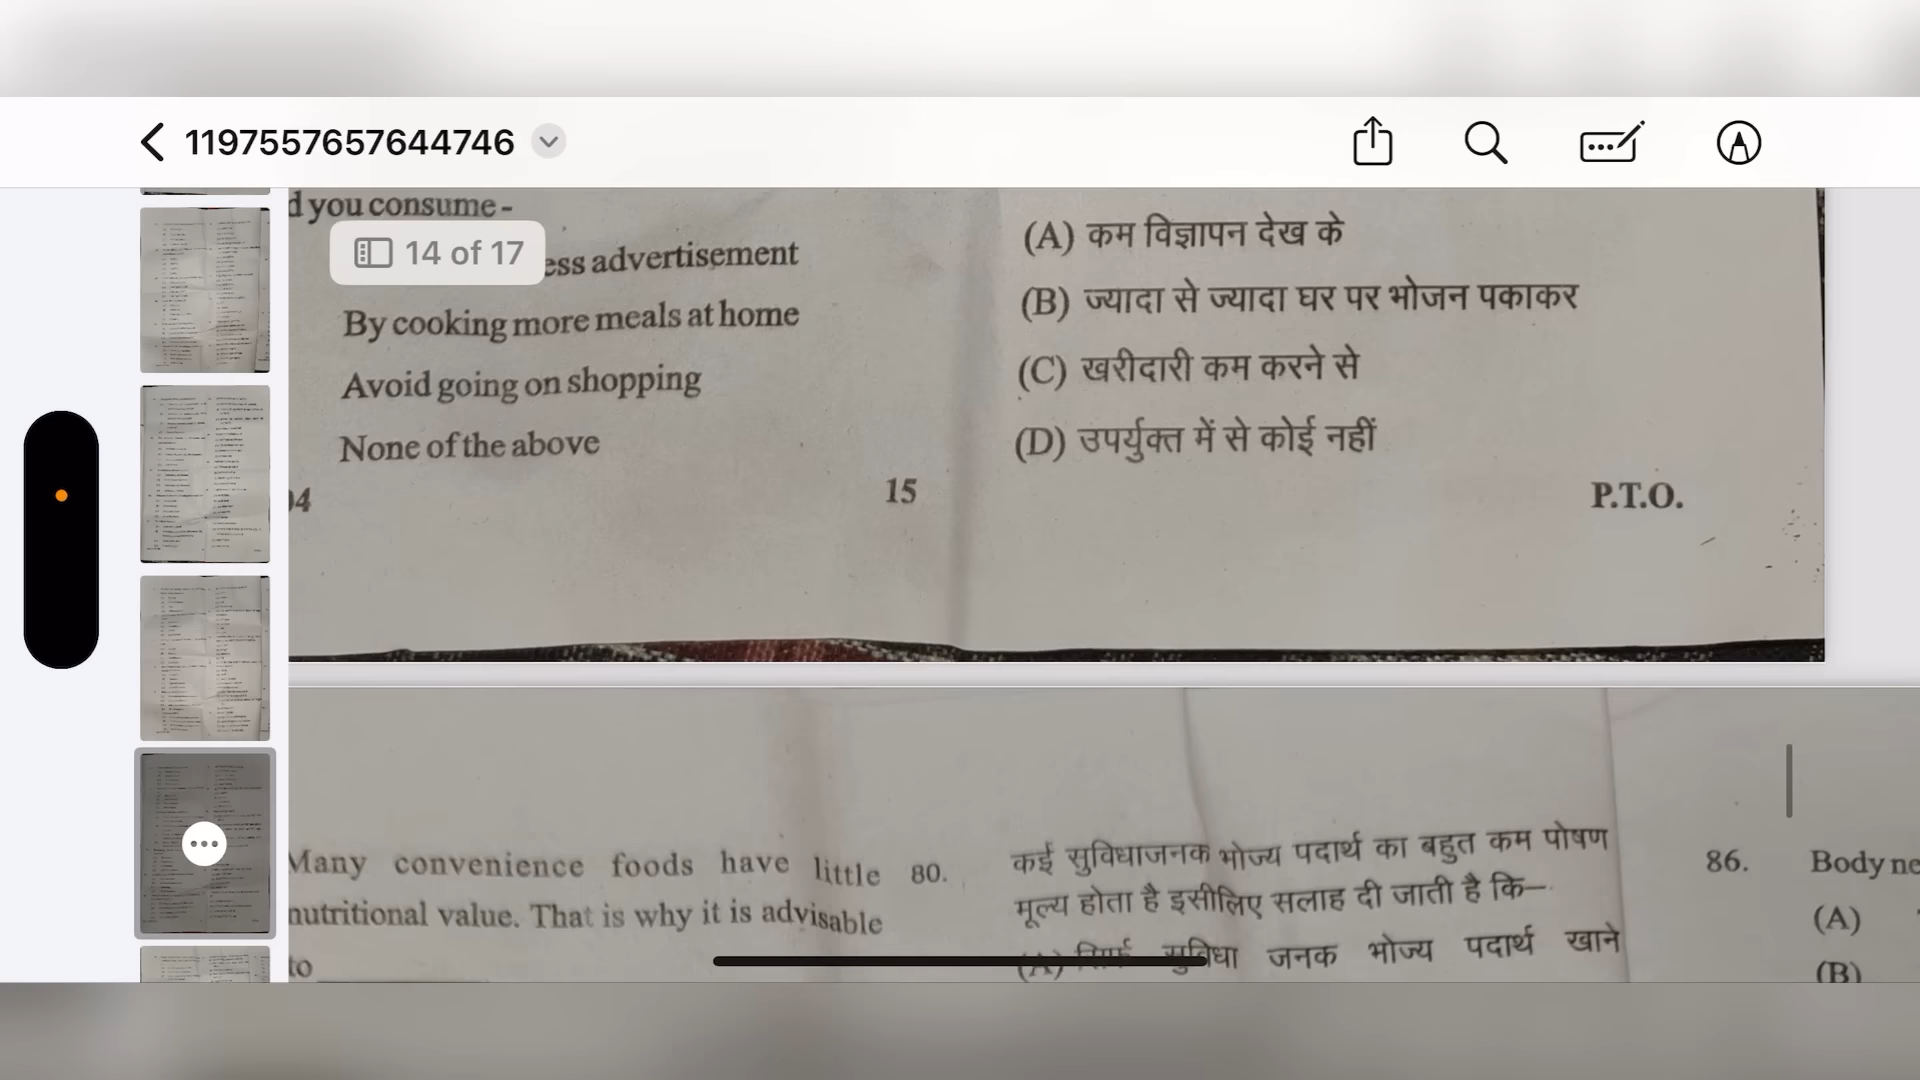 1197557657644746
14 of 17
d you consume -
ess advertisement
By cooking more meals at home
Avoid going on shopping
None of the above
(A) कम विज्ञापन देख के
(B) ज्यादा से ज्यादा घर पर भोजन पकाकर
(C) खरीदारी कम करने से
(D) उपर्युक्त में से कोई नहीं
04
15
P.T.O.
Many convenience foods have little
nutritional value. That is why it is advisable
to
80.
कई सुविधाजनक भोज्य पदार्थ का बहुत कम पोषण
मूल्य होता है इसीलिए सलाह दी जाती है कि–
(A) सिर्फ सुविधा जनक भोज्य पदार्थ खाने
86.
Body ne
(A)
(B)